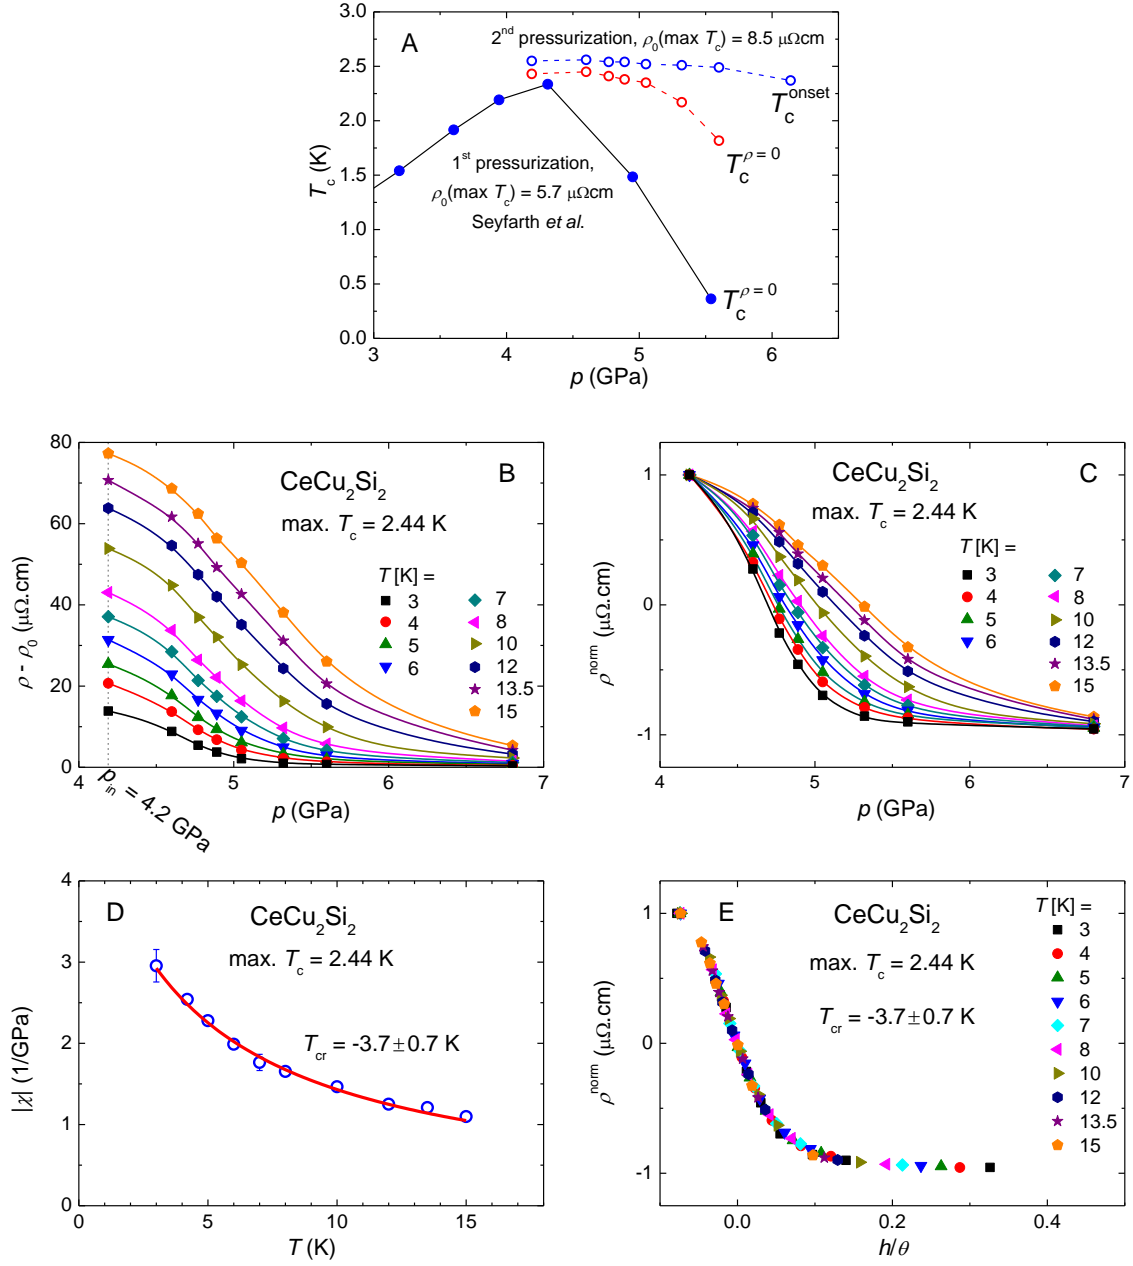 A
2nd pressurization, ρ0(max Tc) = 8.5 μΩcm
Tc onset
Tc ρ = 0
1st pressurization,
ρ0(max Tc) = 5.7 μΩcm
Seyfarth et al.
Tc ρ = 0
Tc (K)
3.0
2.5
2.0
1.5
1.0
0.5
0.0
3 4 5 6
p (GPa)
B
CeCu2Si2
max. Tc = 2.44 K
T [K] =
3 7
4 8
5 10
6 12
13.5
15
ρ - ρ0 (μΩ.cm)
80
60
40
20
0
4 5 6 7
pin = 4.2 GPa
p (GPa)
C
CeCu2Si2
max. Tc = 2.44 K
T [K] =
3 7
4 8
5 10
6 12
13.5
15
ρnorm (μΩ.cm)
1
0
-1
4 5 6 7
p (GPa)
D
CeCu2Si2
max. Tc = 2.44 K
Tcr = -3.7±0.7 K
|χ| (1/GPa)
4
3
2
1
0
0 5 10 15
T (K)
E
CeCu2Si2
max. Tc = 2.44 K
Tcr = -3.7±0.7 K
T [K] =
3
4
5
6
7
8
10
12
13.5
15
ρnorm (μΩ.cm)
1
0
-1
0.0 0.2 0.4
h/θ